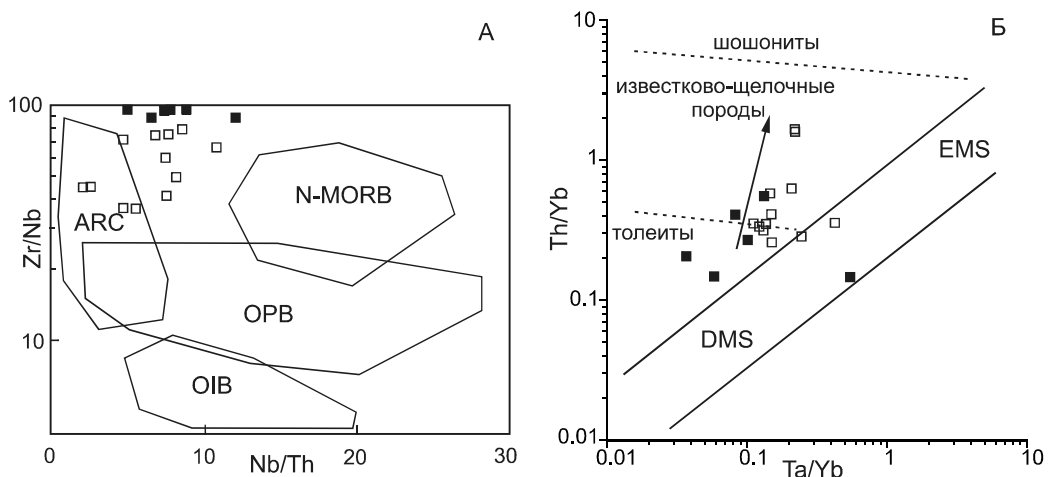 А
100
10
Zr/Nb
ARC
N-MORB
OPB
OIB
0
10
20
30
Nb/Th
Б
10
1
0.1
0.01
Th/Yb
шошониты
известково-щелочные
породы
толеиты
EMS
DMS
0.01
0.1
1
10
Ta/Yb